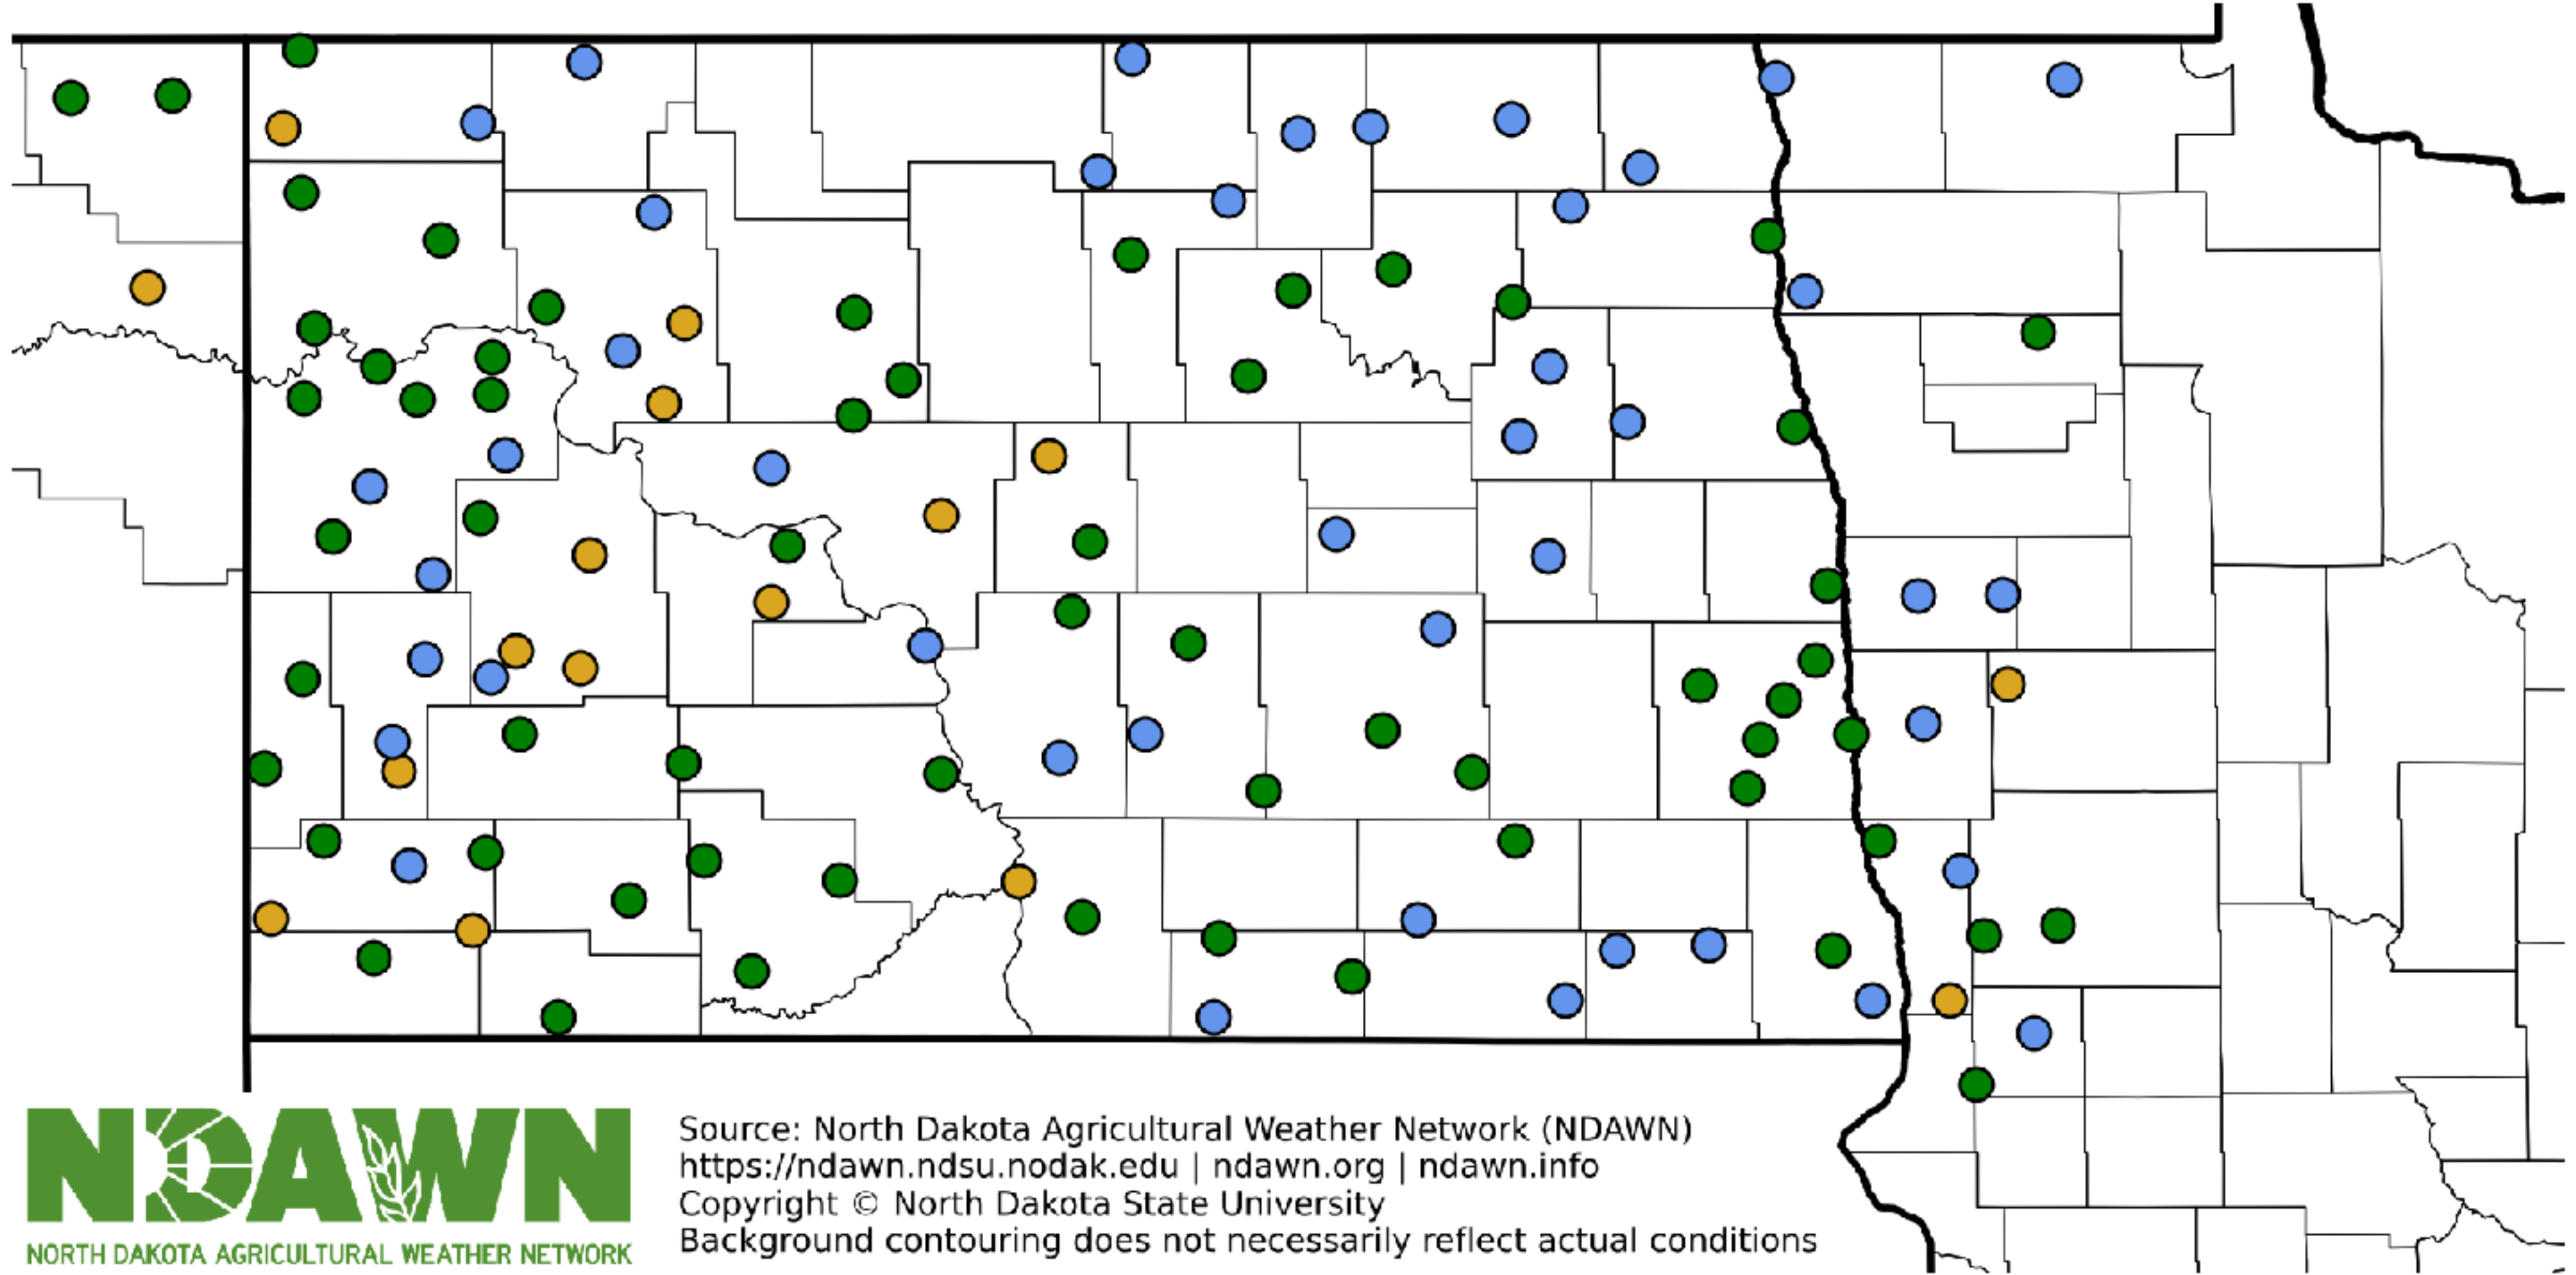 NDAWN
NORTH DAKOTA AGRICULTURAL WEATHER NETWORK
Source: North Dakota Agricultural Weather Network (NDAWN)
https://ndawn.ndsu.nodak.edu | ndawn.org | ndawn.info
Copyright © North Dakota State University
Background contouring does not necessarily reflect actual conditions